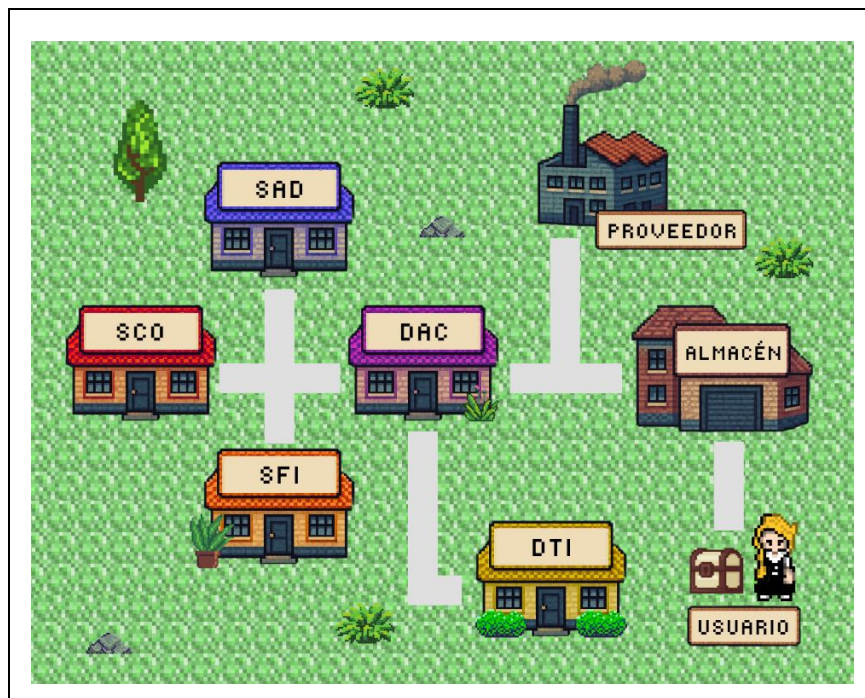 SAD
PROVEEDOR
SCO
DAC
ALMACÉN
SFI
DTI
USUARIO